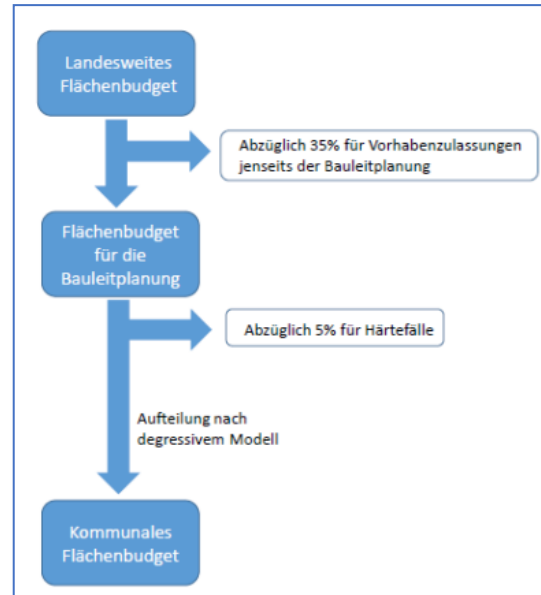 Landesweites
Flächenbudget
Abzüglich 35% für Vorhabenzulassungen
jenseits der Bauleitplanung
Flächenbudget
für die
Bauleitplanung
Abzüglich 5% für Härtefälle
Aufteilung nach
degressivem Modell
Kommunales
Flächenbudget